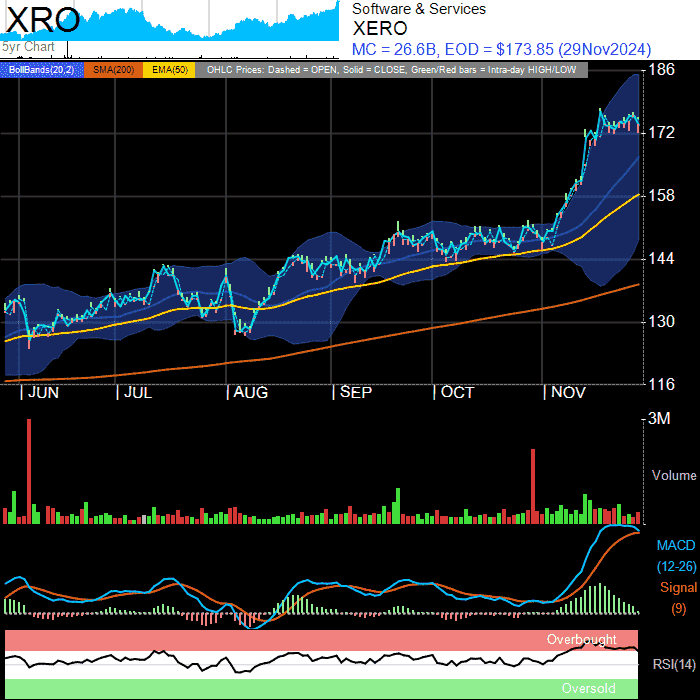 XRO
5yr Chart
Software & Services
XERO
MC = 26.6B, EOD = $173.85 (29Nov2024)
BollBands(20,2) SMA(200) EMA(50) OHLC Prices: Dashed = OPEN, Solid = CLOSE, Green/Red bars = Intra-day HIGH/LOW
186
172
158
144
130
116
JUN JUL AUG SEP OCT NOV
3M
Volume
MACD
(12-26)
Signal
(9)
Overbought
RSI(14)
Oversold